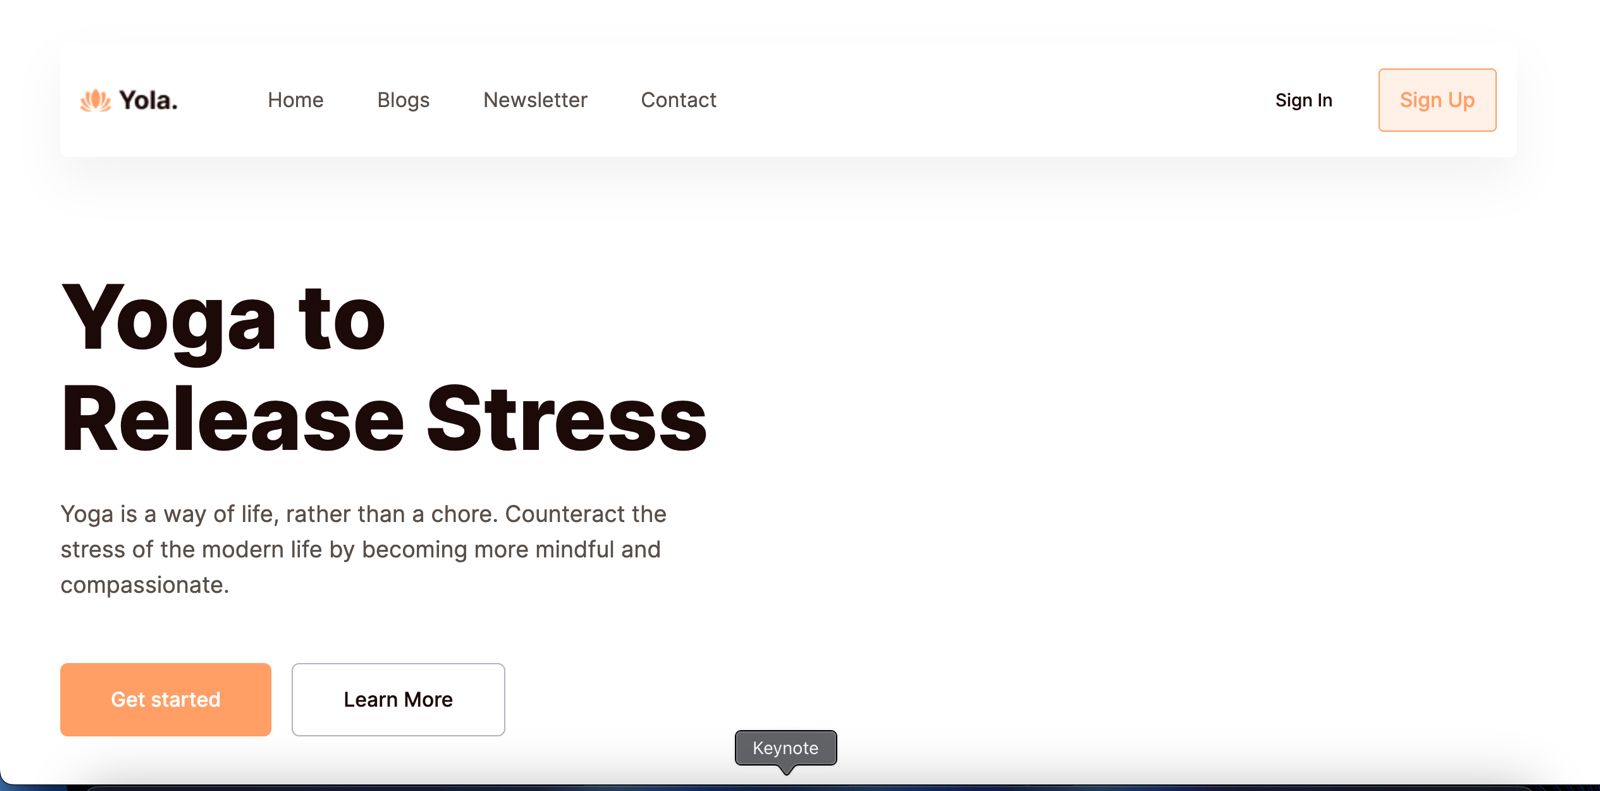 Yola.
Home
Blogs
Newsletter
Contact
Sign In
Sign Up
Yoga to
Release Stress
Yoga is a way of life, rather than a chore. Counteract the
stress of the modern life by becoming more mindful and
compassionate.
Get started
Learn More
Keynote